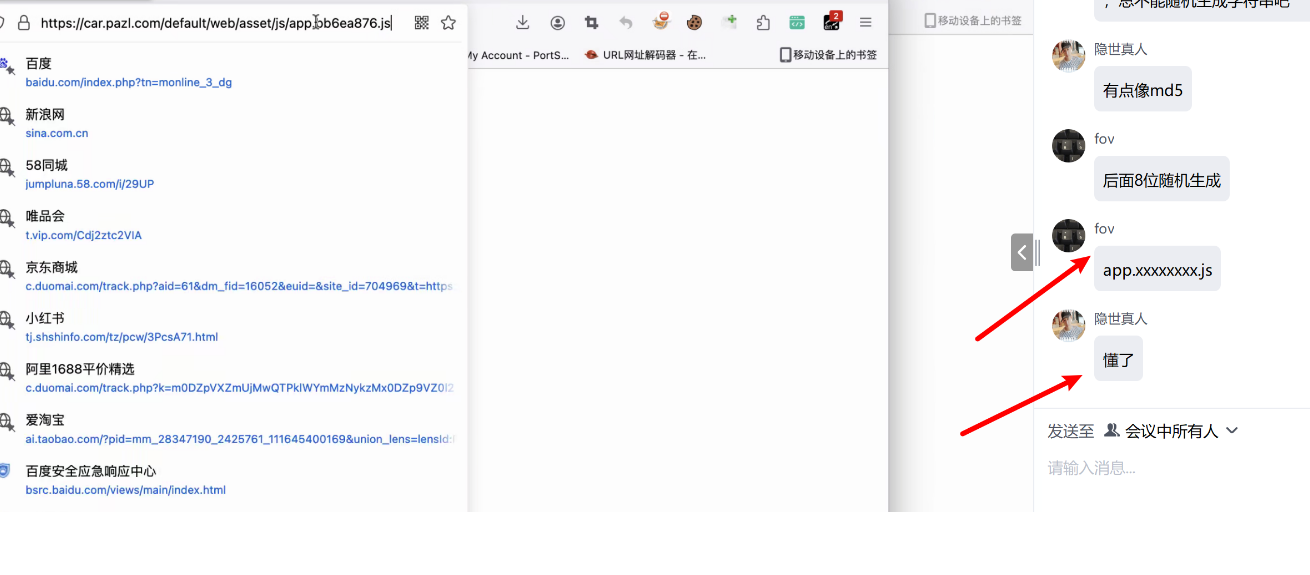 https://car.pazl.com/default/web/asset/js/app.bb6ea876.js
2
My Account - PortS...
URL网址解码器 - 在...
移动设备上的书签
移动设备上的书签
百度
baidu.com/index.php?tn=monline_3_dg
新浪网
sina.com.cn
58同城
jumpluna.58.com/i/29UP
唯品会
t.vip.com/Cdj2ztc2VIA
京东商城
c.duomai.com/track.php?aid=61&dm_fid=16052&euid=&site_id=704969&t=https
小红书
tj.shshinfo.com/tz/pcw/3PcsA71.html
阿里1688平价精选
c.duomai.com/track.php?k=m0DZpVXZmUjMwQTPklWYmMzNykzMx0DZp9VZ0l2
爱淘宝
ai.taobao.com/?pid=mm_28347190_2425761_111645400169&union_lens=lensId:
百度安全应急响应中心
bsrc.baidu.com/views/main/index.html
，总不能随机生成字符串吧
隐世真人
有点像md5
fov
后面8位随机生成
fov
app.xxxxxxxx.js
隐世真人
懂了
发送至 会议中所有人
请输入消息...